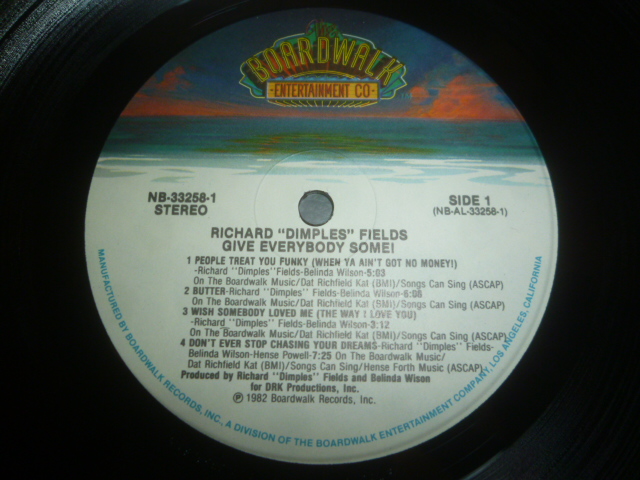 The
BOARDWALK
-ENTERTAINMENT CO-
NB-33258-1
STEREO
SIDE 1
(NB-AL-33258-1)
RICHARD "DIMPLES" FIELDS
GIVE EVERYBODY SOME!
1 PEOPLE TREAT YOU FUNKY (WHEN YA AIN'T GOT NO MONEY!)
-Richard "Dimples" Fields-Belinda Wilson-5:03
On The Boardwalk Music/Dat Richfield Kat (BMI)/Songs Can Sing (ASCAP)
2 BUTTER-Richard "Dimples" Fields-Belinda Wilson-6:06
On The Boardwalk Music/Dat Richfield Kat (BMI)/Songs Can Sing (ASCAP)
3 WISH SOMEBODY LOVED ME (THE WAY I LOVE YOU)
-Richard "Dimples" Fields-Belinda Wilson-3:12
On The Boardwalk Music/Dat Richfield Kat (BMI)/Songs Can Sing (ASCAP)
4 DON'T EVER STOP CHASING YOUR DREAMS-Richard "Dimples" Fields-
Belinda Wilson-Hense Powell-7:25 On The Boardwalk Music/
Dat Richfield Kat (BMI)/Songs Can Sing/Hense Forth Music (ASCAP)
Produced by Richard "Dimples" Fields and Belinda Wison
for DRK Productions, Inc.
℗ 1982 Boardwalk Records, Inc.
MANUFACTURED BY BOARDWALK RECORDS, INC. A DIVISION OF THE BOARDWALK ENTERTAINMENT COMPANY, LOS ANGELES, CALIFORNIA